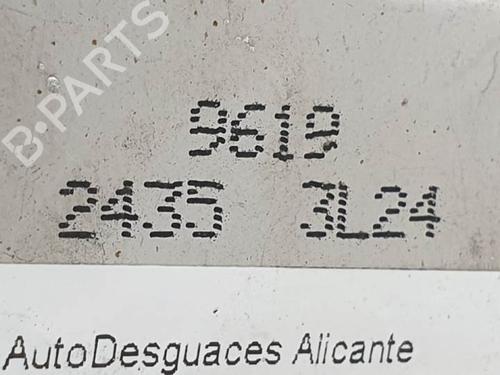 B-PARTS
9619
2435 3L24
AutoDesguaces Alicante